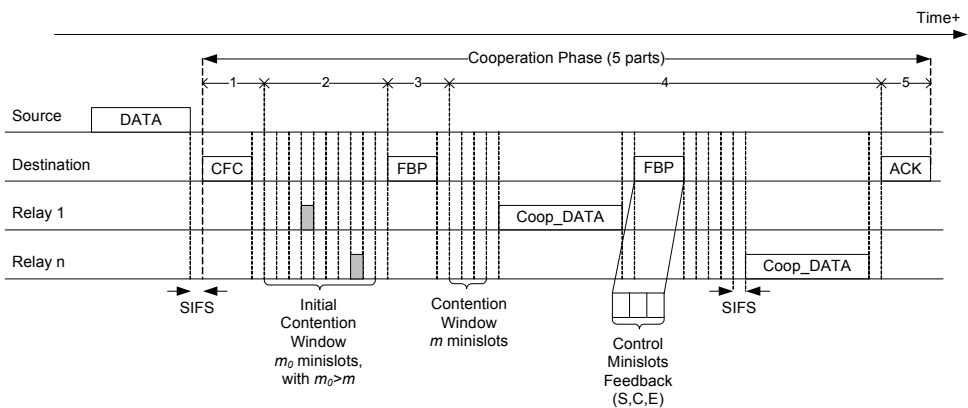 Time+
Cooperation Phase (5 parts)
1
2
3
4
5
Source
DATA
Destination
CFC
FBP
FBP
ACK
Relay 1
Coop_DATA
Relay n
Coop_DATA
SIFS
Initial
Contention
Window
m0 minislots,
with m0>m
Contention
Window
m minislots
Control
Minislots
Feedback
(S,C,E)
SIFS